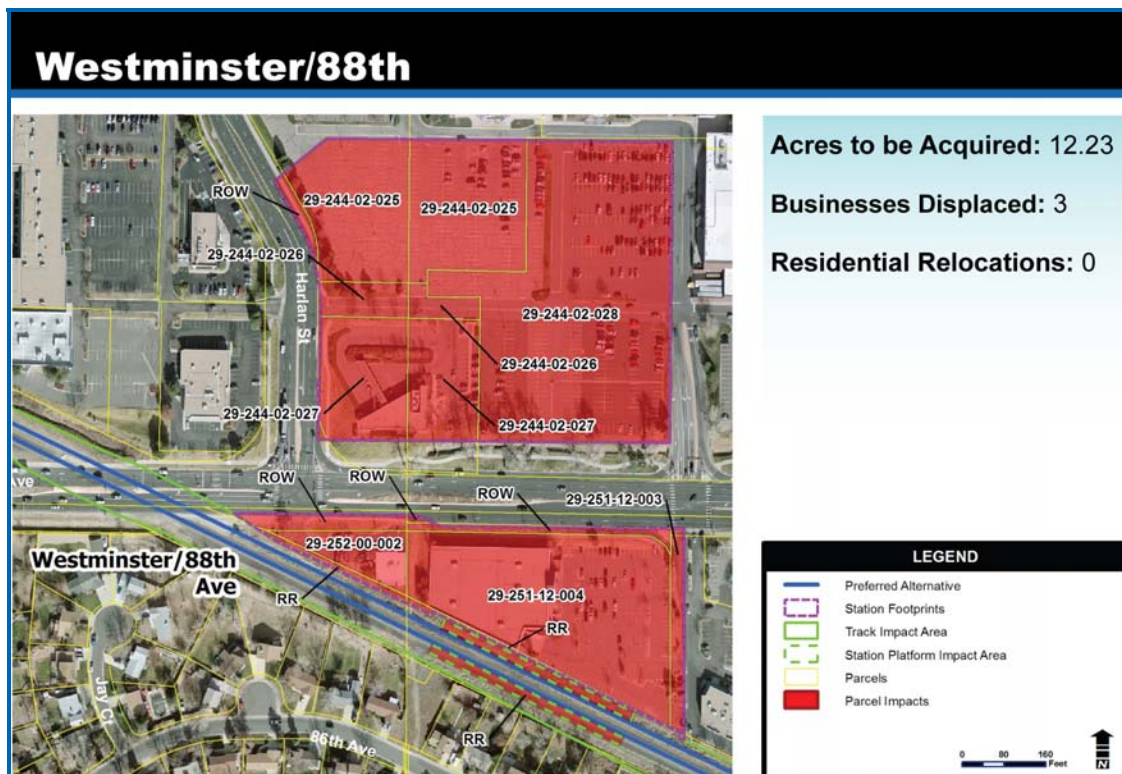 Westminster/88th
Acres to be Acquired: 12.23
Businesses Displaced: 3
Residential Relocations: 0
ROW
29-244-02-025
29-244-02-025
29-244-02-026
Harlan St
29-244-02-028
29-244-02-026
29-244-02-027
29-244-02-027
ROW
ROW
ROW
29-251-12-003
Ave
29-252-00-002
Westminster/88th
Ave
RR
29-251-12-004
RR
Jay Ct
86th Ave
RR
LEGEND
Preferred Alternative
Station Footprints
Track Impact Area
Station Platform Impact Area
Parcels
Parcel Impacts
0 80 160
Feet
N